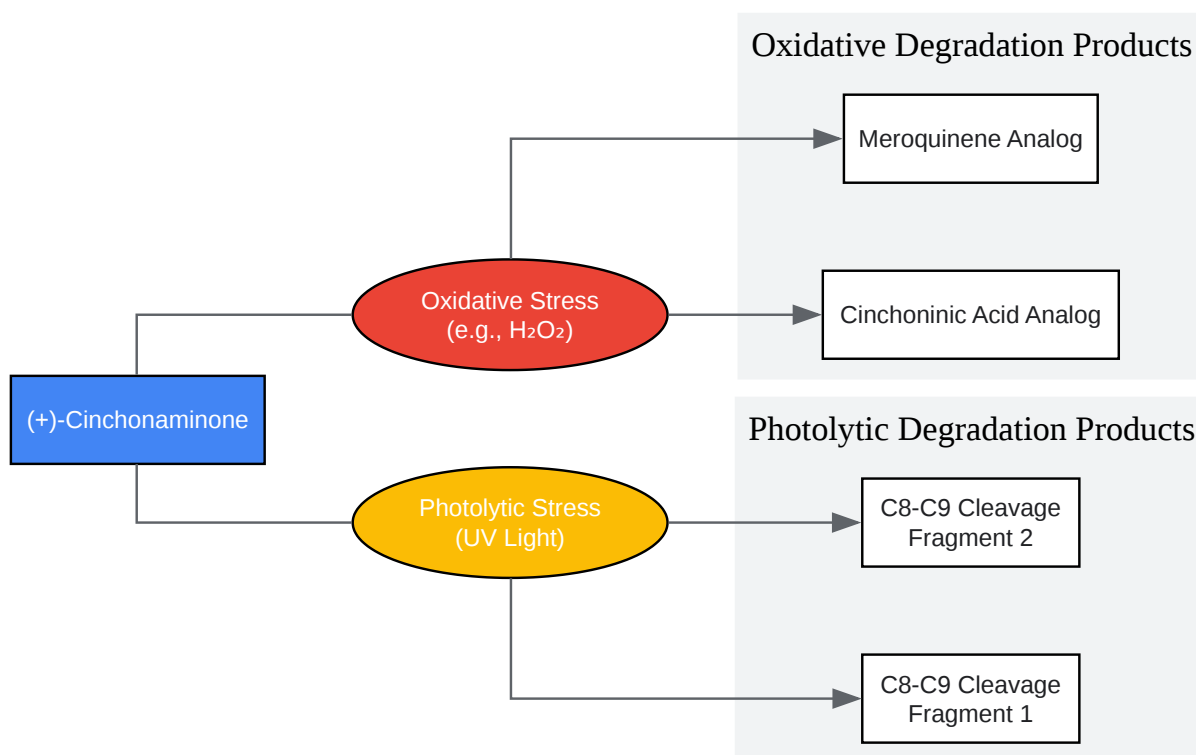 Oxidative Degradation Products
Meroquinene Analog
Oxidative Stress
(e.g., H₂O₂)
Cinchoninic Acid Analog
(+)-Cinchonaminone
Photolytic Degradation Products
Photolytic Stress
(UV Light)
C8-C9 Cleavage
Fragment 2
C8-C9 Cleavage
Fragment 1